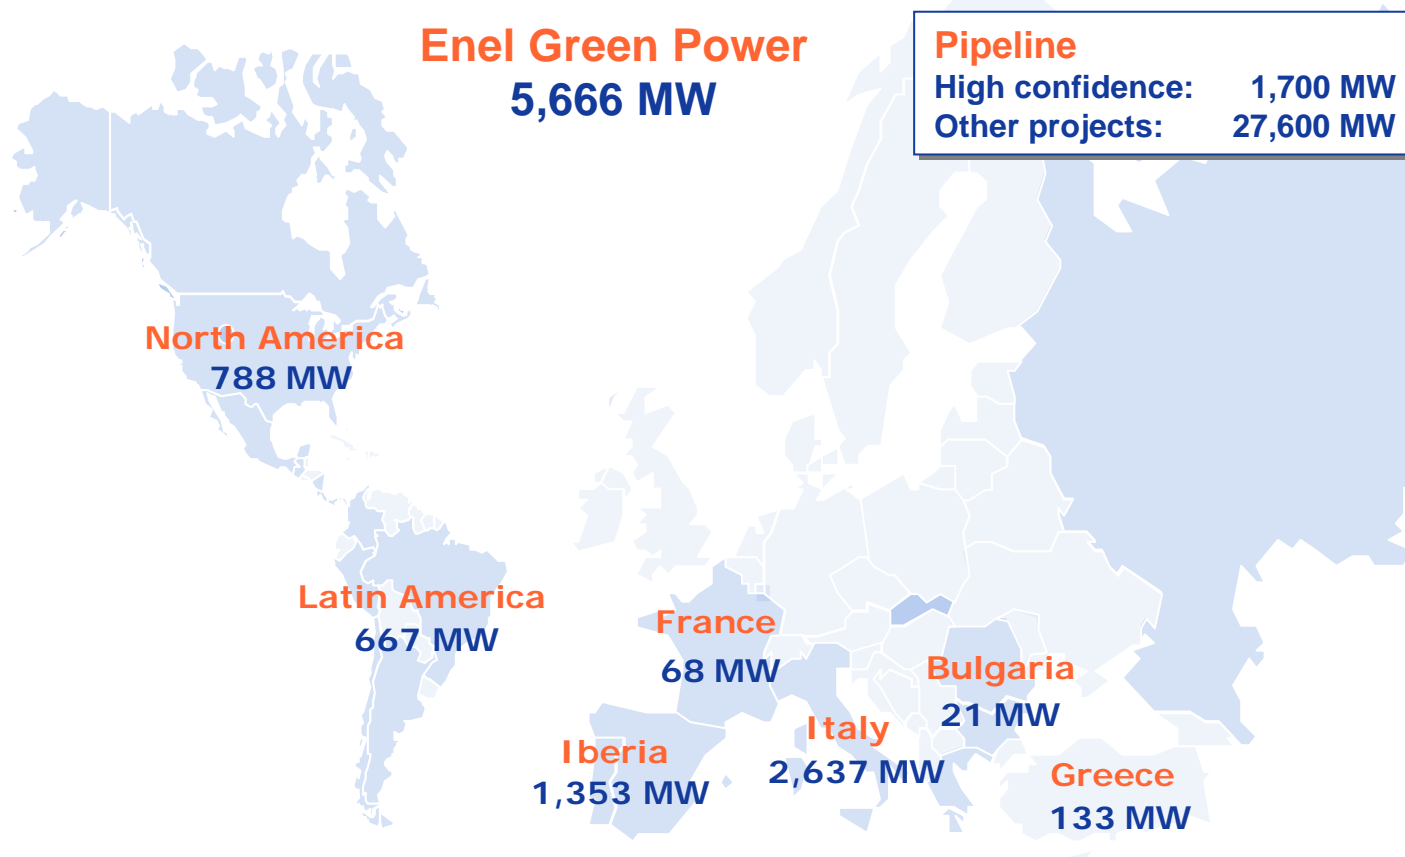 Enel Green Power
5,666 MW
Pipeline
High confidence: 1,700 MW
Other projects: 27,600 MW
North America
788 MW
Latin America
667 MW
France
68 MW
Bulgaria
21 MW
Italy
2,637 MW
Iberia
1,353 MW
Greece
133 MW